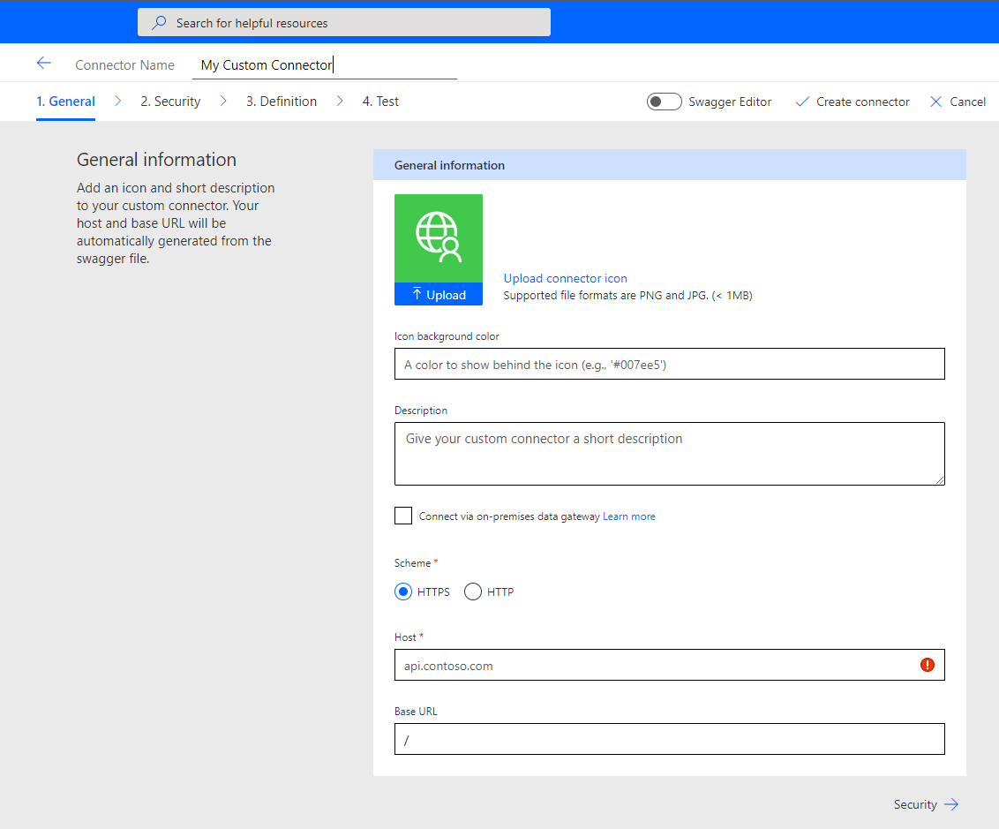 Search for helpful resources
Connector Name My Custom Connector
1. General 2. Security 3. Definition 4. Test Swagger Editor Create connector Cancel
General information
Add an icon and short description
to your custom connector. Your
host and base URL will be
automatically generated from the
swagger file.
General information
Upload
Upload connector icon
Supported file formats are PNG and JPG. (< 1MB)
Icon background color
A color to show behind the icon (e.g., '#007ee5')
Description
Give your custom connector a short description
Connect via on-premises data gateway Learn more
Scheme *
HTTPS HTTP
Host *
api.contoso.com
Base URL
/
Security